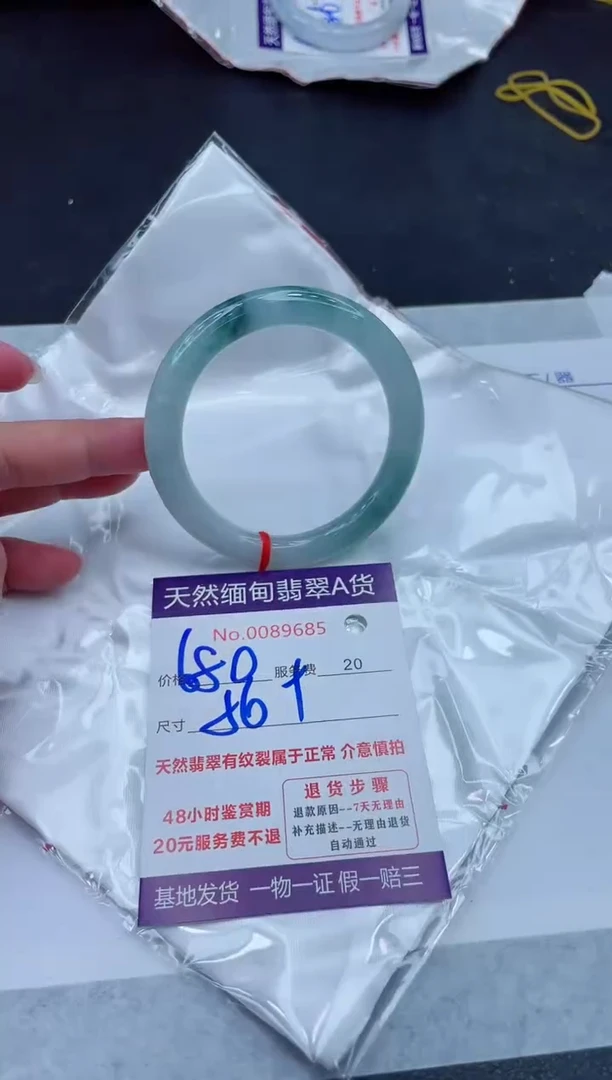 天然缅甸翡翠A货
No.0089685
价格 680 服务费 20
尺寸 56
天然翡翠有纹裂属于正常 介意慎拍
48小时鉴赏期
20元服务费不退
退货步骤
退款原因--7天无理由
补充描述--无理由退货
自动通过
基地发货 一物一证 假一赔三